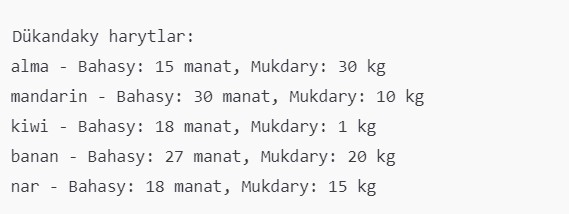 Dükandaky harytlar:
alma - Bahasy: 15 manat, Mukdary: 30 kg
mandarin - Bahasy: 30 manat, Mukdary: 10 kg
kiwi - Bahasy: 18 manat, Mukdary: 1 kg
banan - Bahasy: 27 manat, Mukdary: 20 kg
nar - Bahasy: 18 manat, Mukdary: 15 kg